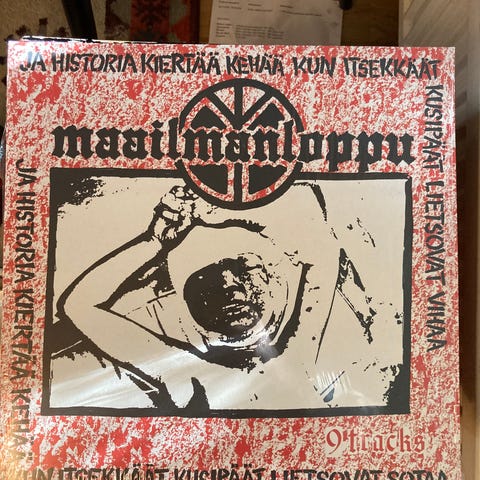 JA HISTORIA KIERTÄÄ KEHÄÄ KUN ITSEKKÄÄT
KUSIPÄÄT LIETSOVAT VIHAA
maailmanloppu
JA HISTORIA KIERTÄÄ KEHÄÄ
9 tracks
KUN ITSEKKÄÄT KUSIPÄÄT LIETSOVAT SOTAA